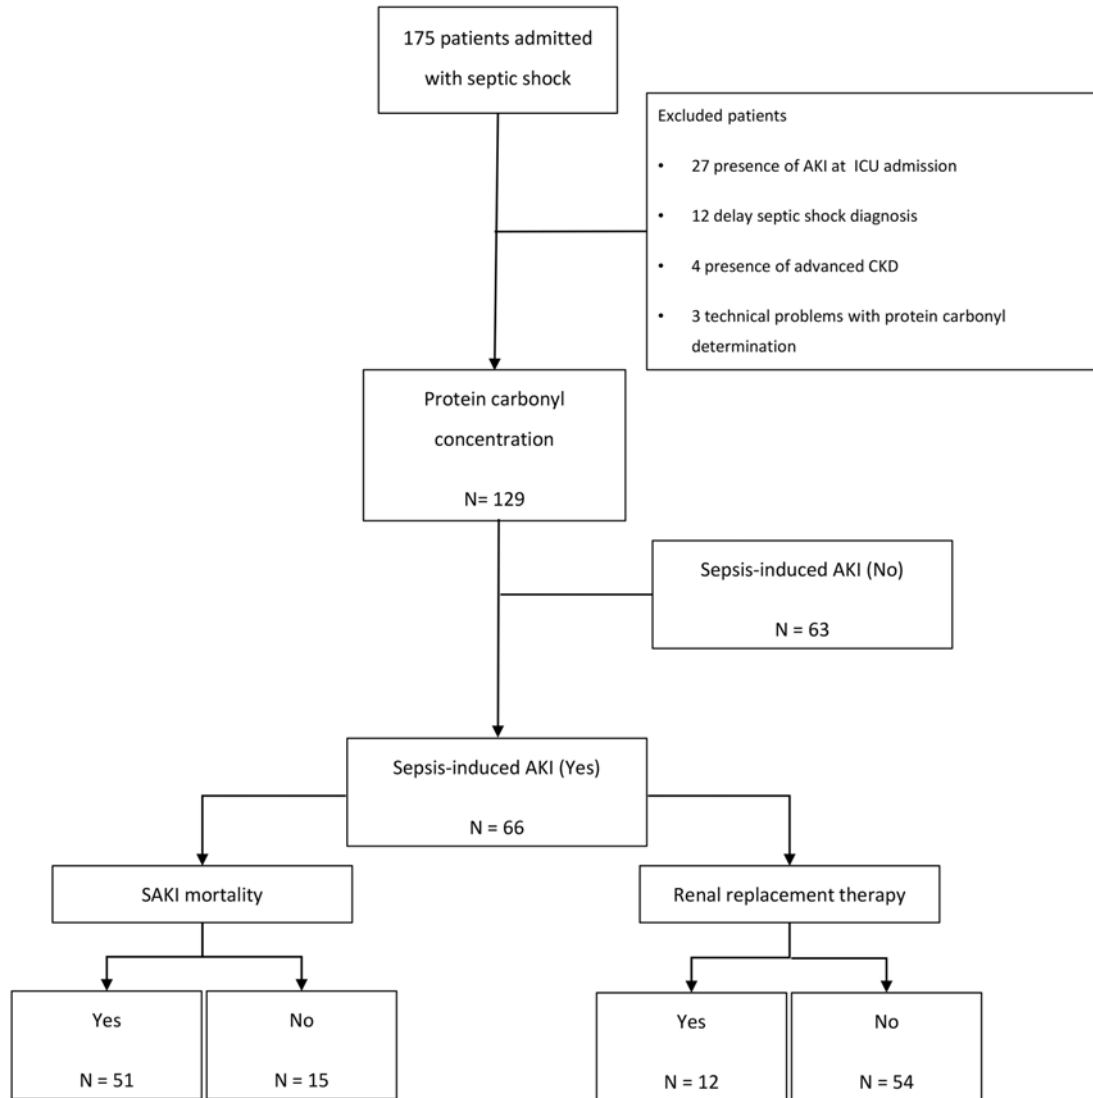 175 patients admitted
with septic shock
Excluded patients
• 27 presence of AKI at ICU admission
• 12 delay septic shock diagnosis
• 4 presence of advanced CKD
• 3 technical problems with protein carbonyl
determination
Protein carbonyl
concentration
N= 129
Sepsis-induced AKI (No)
N = 63
Sepsis-induced AKI (Yes)
N = 66
SAKI mortality
Renal replacement therapy
Yes
N = 51
No
N = 15
Yes
N = 12
No
N = 54